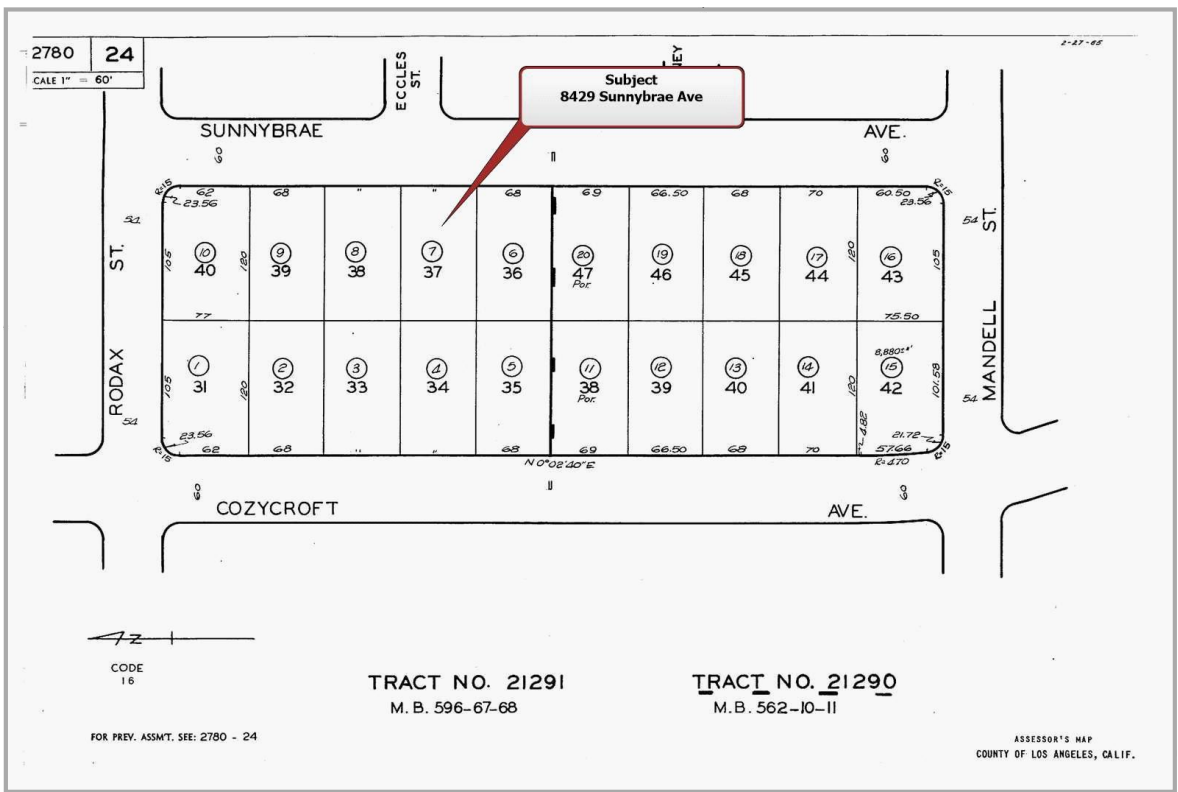 2780 24
SCALE 1" = 60'
2-27-65
ECCLES
ST.
NEY
Subject
8429 Sunnybrae Ave
SUNNYBRAE AVE.
60 60
R=15 62 68 " " 68 69 66.50 68 70 60.50 R=15
23.56 23.56
54 54
RODAX ST.
MANDELL ST.
105 120 120 105
10 9 8 7 6 20 19 18 17 16
40 39 38 37 36 47 46 45 44 43
Por.
77 75.50
8,880±
1 2 3 4 5 11 12 13 14 15
31 32 33 34 35 38 39 40 41 42
Por.
105 120 120 101.58
54 54
4.82
23.56 21.72
R=15 62 68 " " 68 69 66.50 68 70 57.66 R=15
N 0°02'40"E R=470
60 60
COZYCROFT AVE.
N
CODE
16
TRACT NO. 21291
M.B. 596-67-68
TRACT NO. 21290
M.B. 562-10-11
FOR PREV. ASSM'T. SEE: 2780 - 24
ASSESSOR'S MAP
COUNTY OF LOS ANGELES, CALIF.